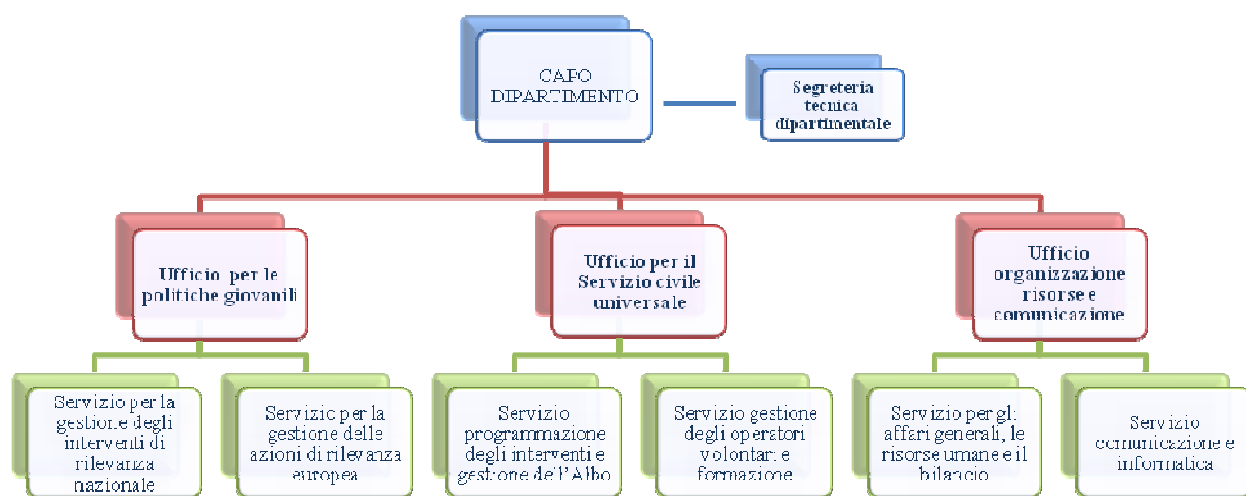 CAPO
DIPARTIMENTO
Segreteria
tecnica
dipartimentale
Ufficio per le
politiche giovanili
Ufficio per il
Servizio civile
universale
Ufficio
organizzazione
risorse e
comunicazione
Servizio per la
gestione degli
interventi di
rilevanza
nazionale
Servizio per la
gestione delle
azioni di rilevanza
europea
Servizio
programmazione
degli interventi e
gestione dell'Albo
Servizio gestione
degli operatori
volontari e
formazione
Servizio per gli
affari generali, le
risorse umane e il
bilancio
Servizio
comunicazione e
informatica